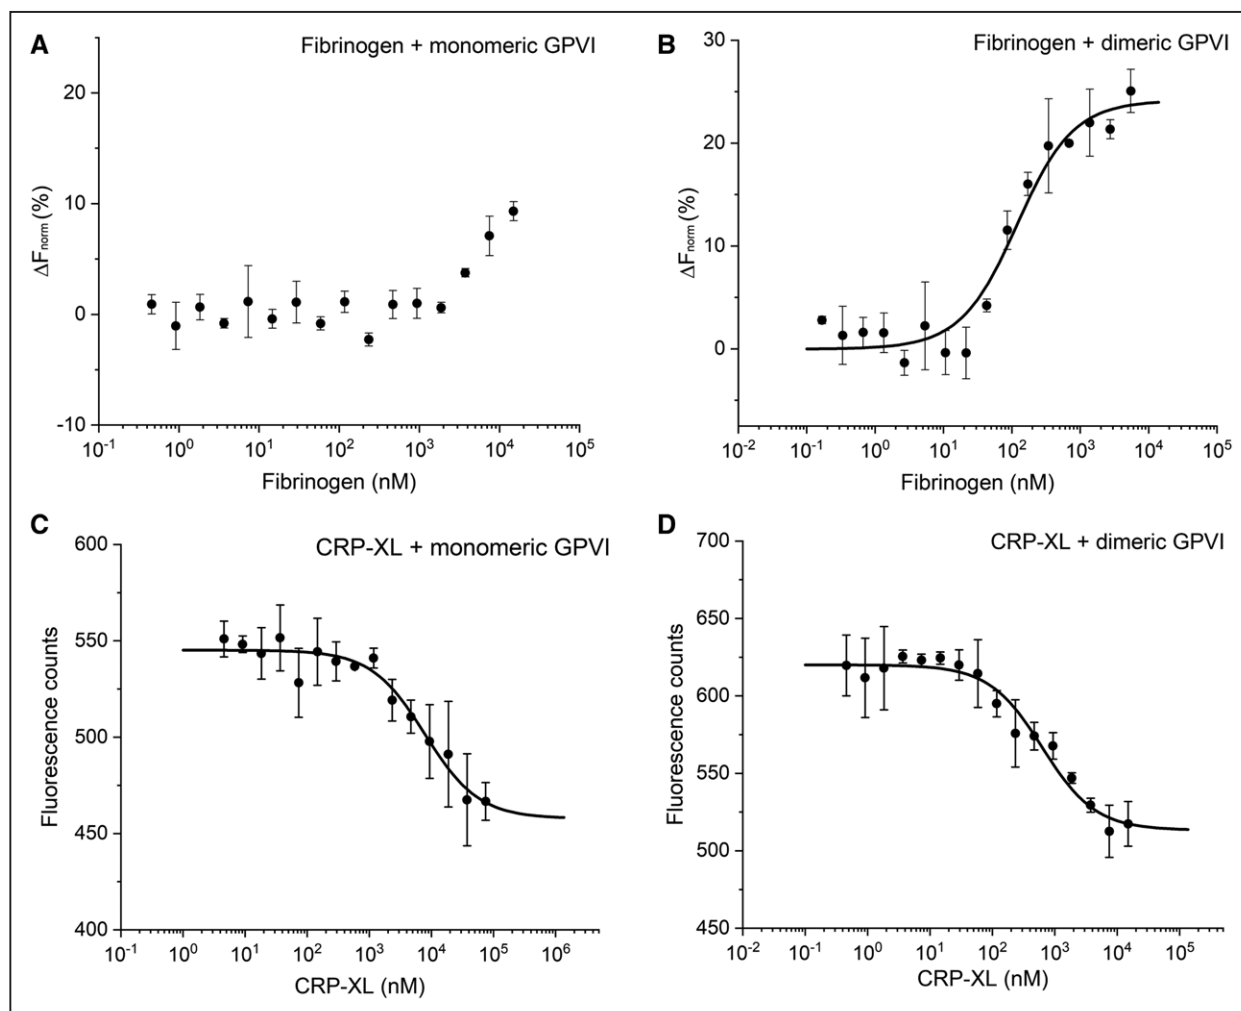 A
Fibrinogen + monomeric GPVI
20
10
0
-10
ΔFnorm (%)
10⁻¹ 10⁰ 10¹ 10² 10³ 10⁴ 10⁵
Fibrinogen (nM)
B
Fibrinogen + dimeric GPVI
30
20
10
0
ΔFnorm (%)
10⁻² 10⁻¹ 10⁰ 10¹ 10² 10³ 10⁴ 10⁵
Fibrinogen (nM)
C
CRP-XL + monomeric GPVI
600
550
500
450
400
Fluorescence counts
10⁻¹ 10⁰ 10¹ 10² 10³ 10⁴ 10⁵ 10⁶
CRP-XL (nM)
D
CRP-XL + dimeric GPVI
700
650
600
550
500
450
Fluorescence counts
10⁻² 10⁻¹ 10⁰ 10¹ 10² 10³ 10⁴ 10⁵
CRP-XL (nM)